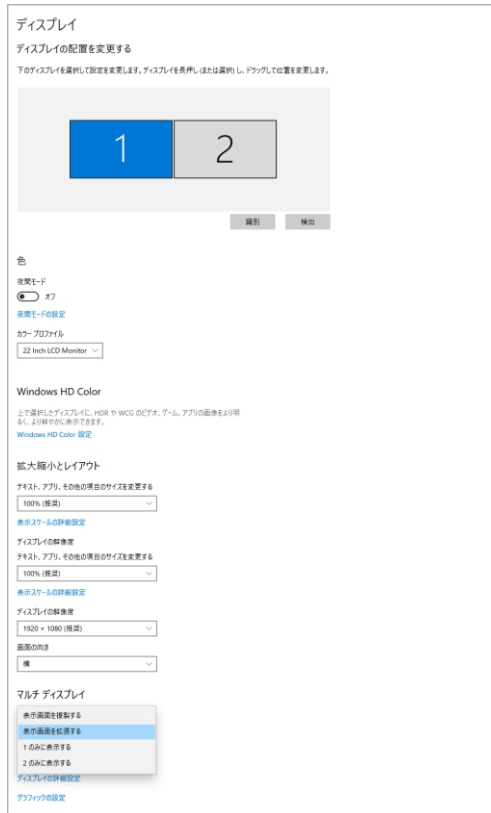 ディスプレイ
ディスプレイの配置を変更する
下のディスプレイを選択して設定を変更します。ディスプレイを長押し(または選択)し、ドラッグして位置を変更します。
1
2
識別
検出
色
夜間モード
オフ
夜間モードの設定
カラー プロファイル
22 Inch LCD Monitor
Windows HD Color
上で選択したディスプレイに、HDR や WCG のビデオ、ゲーム、アプリの画像をより明
るく、より鮮やかに表示できます。
Windows HD Color 設定
拡大縮小とレイアウト
テキスト、アプリ、その他の項目のサイズを変更する
100% (推奨)
表示スケールの詳細設定
ディスプレイの解像度
テキスト、アプリ、その他の項目のサイズを変更する
100% (推奨)
表示スケールの詳細設定
ディスプレイの解像度
1920 × 1080 (推奨)
画面の向き
横
マルチ ディスプレイ
表示画面を複製する
表示画面を拡張する
1 のみに表示する
2 のみに表示する
ディスプレイの詳細設定
グラフィックの設定